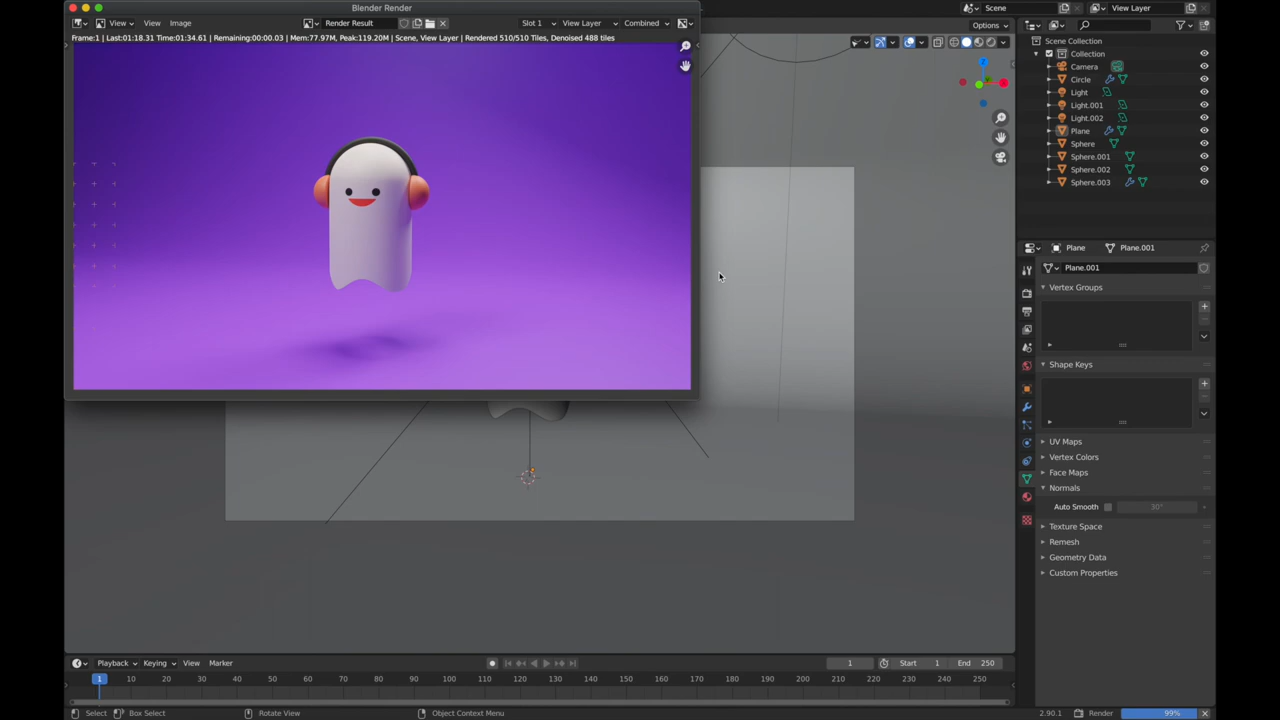 Blender Render
View
View
Image
Render Result
Slot 1
View Layer
Combined
Frame:1 | Last:01:18.31 Time:01:34.61 | Remaining:00:00.03 | Mem:77.97M, Peak:119.20M | Scene, View Layer | Rendered 510/510 Tiles, Denoised 488 tiles
Scene
View Layer
Options
Scene Collection
Collection
Camera
Circle
Light
Light.001
Light.002
Plane
Sphere
Sphere.001
Sphere.002
Sphere.003
Plane
Plane.001
Plane.001
Vertex Groups
Shape Keys
UV Maps
Vertex Colors
Face Maps
Normals
Auto Smooth
30°
Texture Space
Remesh
Geometry Data
Custom Properties
Playback
Keying
View
Marker
1
Start 1
End 250
1 10 20 30 40 50 60 70 80 90 100 110 120 130 140 150 160 170 180 190 200 210 220 230 240 250
Select
Box Select
Rotate View
Object Context Menu
2.90.1
Render
99%